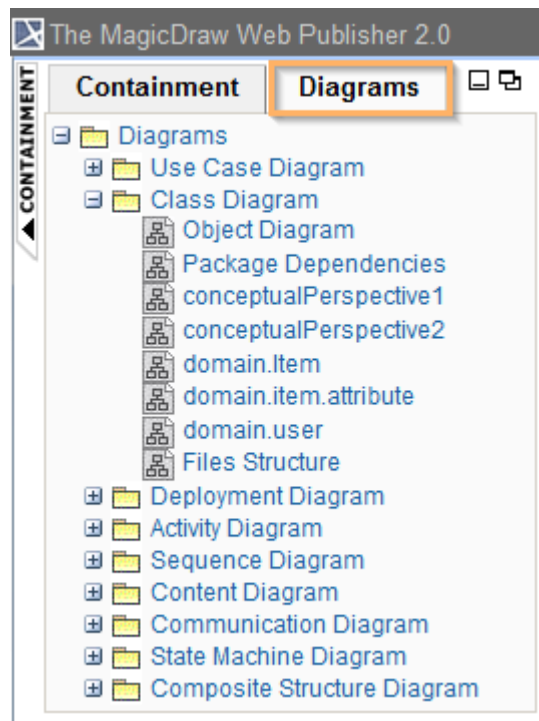 The MagicDraw Web Publisher 2.0
CONTAINMENT
Containment Diagrams
Diagrams
Use Case Diagram
Class Diagram
Object Diagram
Package Dependencies
conceptualPerspective1
conceptualPerspective2
domain.Item
domain.item.attribute
domain.user
Files Structure
Deployment Diagram
Activity Diagram
Sequence Diagram
Content Diagram
Communication Diagram
State Machine Diagram
Composite Structure Diagram